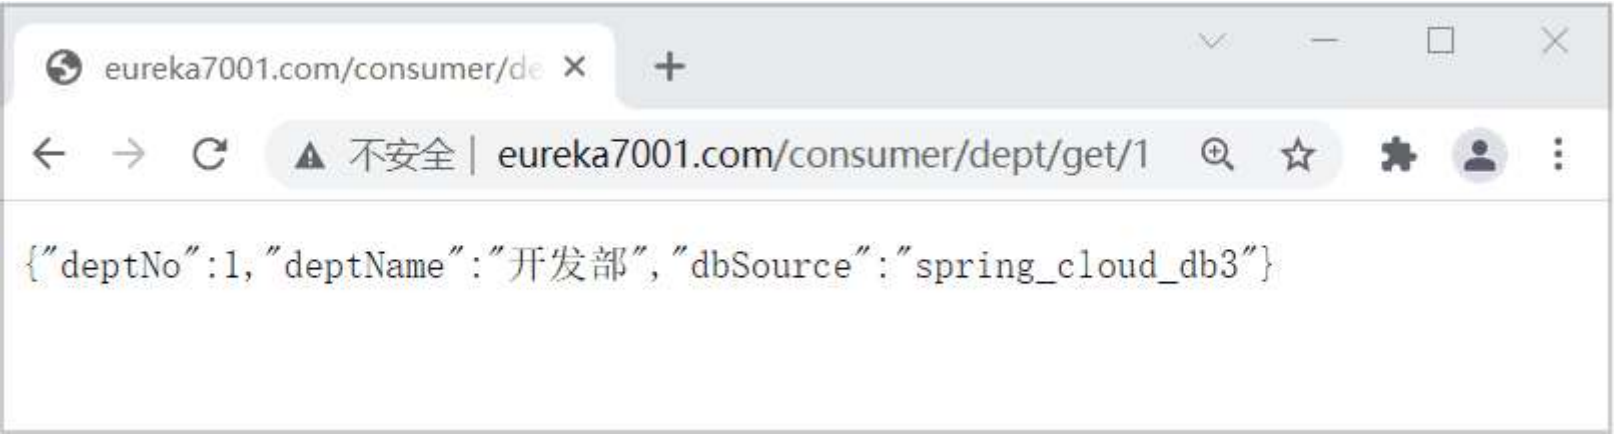 eureka7001.com/consumer/de
不安全 | eureka7001.com/consumer/dept/get/1
{"deptNo":1,"deptName":"开发部","dbSource":"spring_cloud_db3"}